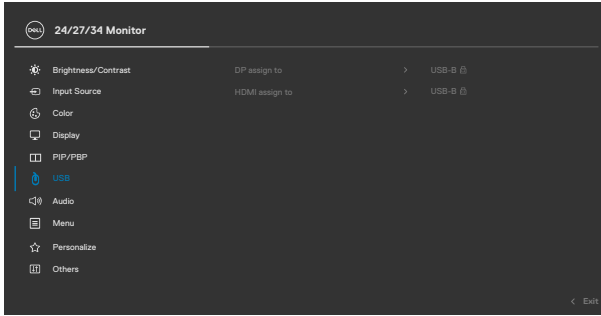 DELL 24/27/34 Monitor
Brightness/Contrast DP assign to > USB-B
Input Source HDMI assign to > USB-B
Color
Display
PIP/PBP
USB
Audio
Menu
Personalize
Others
< Exit